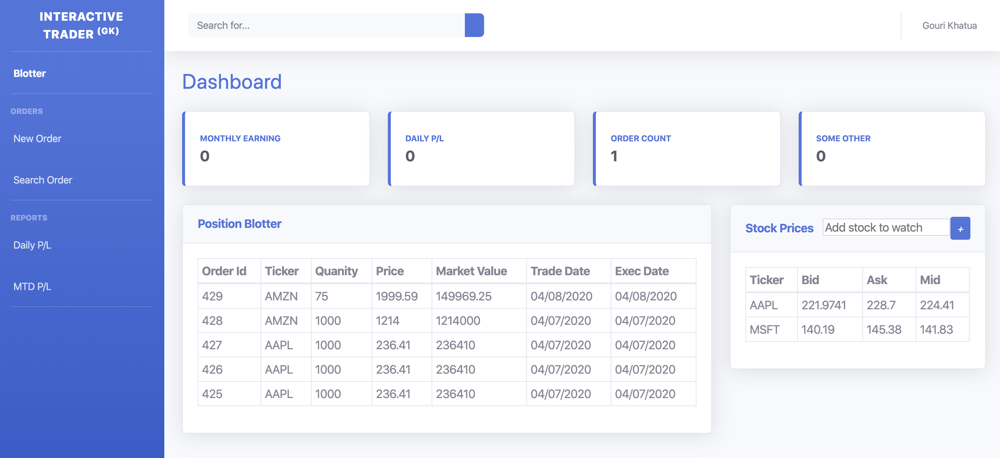 INTERACTIVE
TRADER (GK)
Blotter
ORDERS
New Order
Search Order
REPORTS
Daily P/L
MTD P/L
Search for...
Gouri Khatua
Dashboard
MONTHLY EARNING
0
DAILY P/L
0
ORDER COUNT
1
SOME OTHER
0
Position Blotter
Order Id Ticker Quanity Price Market Value Trade Date Exec Date
429 AMZN 75 1999.59 149969.25 04/08/2020 04/08/2020
428 AMZN 1000 1214 1214000 04/07/2020 04/07/2020
427 AAPL 1000 236.41 236410 04/07/2020 04/07/2020
426 AAPL 1000 236.41 236410 04/07/2020 04/07/2020
425 AAPL 1000 236.41 236410 04/07/2020 04/07/2020
Stock Prices Add stock to watch +
Ticker Bid Ask Mid
AAPL 221.9741 228.7 224.41
MSFT 140.19 145.38 141.83